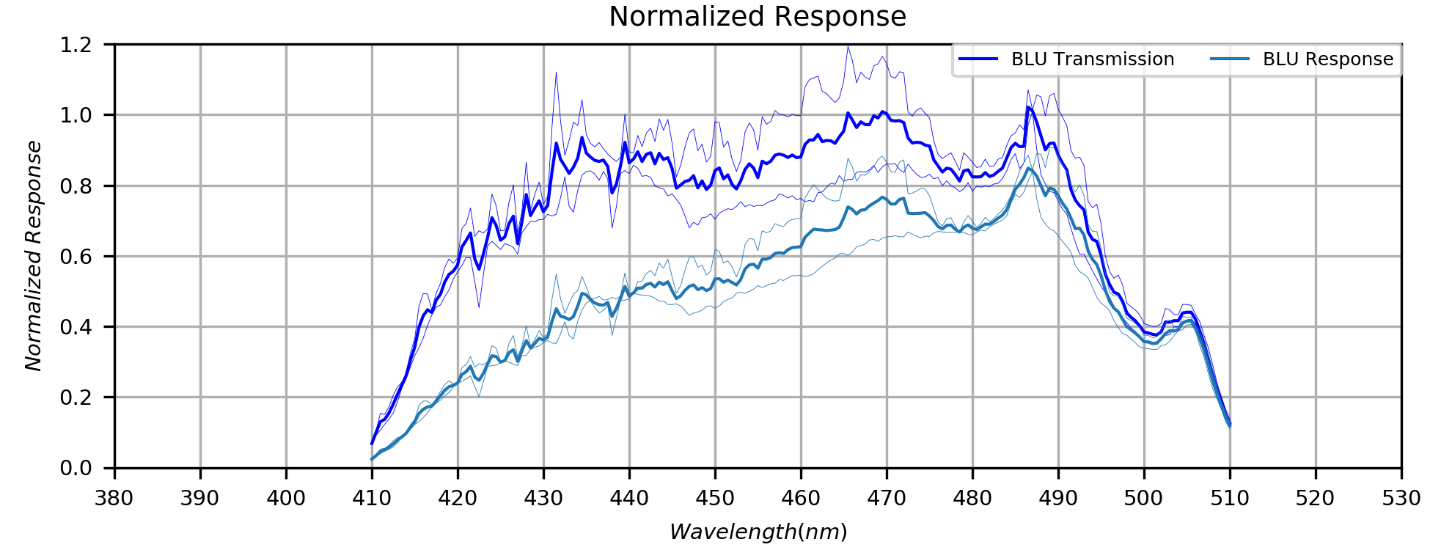 Normalized Response
BLU Transmission BLU Response
1.2
1.0
0.8
0.6
0.4
0.2
0.0
Normalized Response
380 390 400 410 420 430 440 450 460 470 480 490 500 510 520 530
Wavelength(nm)